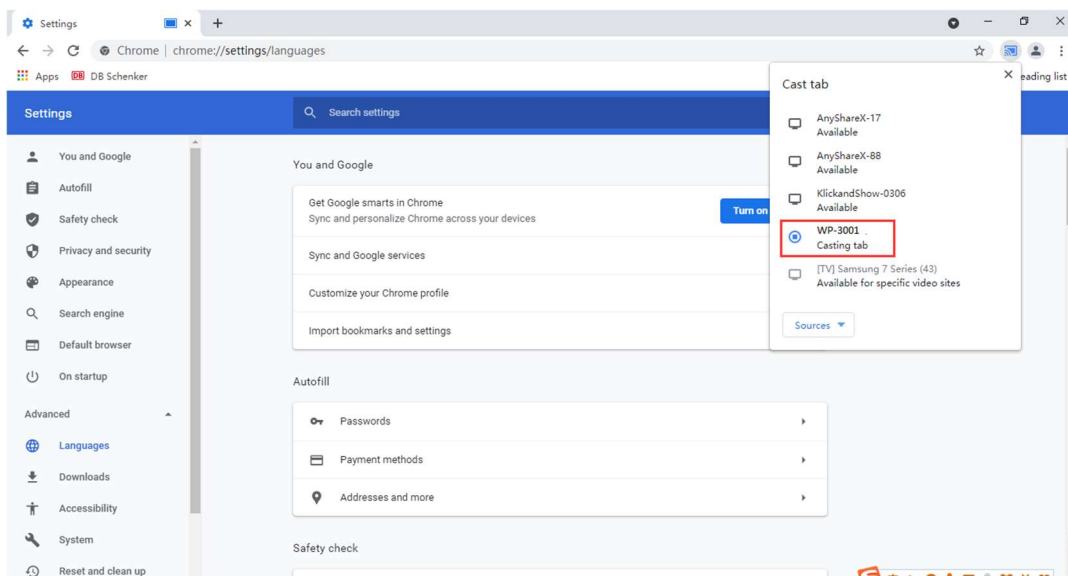 Settings
Chrome | chrome://settings/languages
Apps
DB DB Schenker
eading list
Settings
Search settings
Cast tab
AnyShareX-17
Available
AnyShareX-88
Available
KlickandShow-0306
Available
WP-3001
Casting tab
[TV] Samsung 7 Series (43)
Available for specific video sites
Sources
You and Google
Autofill
Safety check
Privacy and security
Appearance
Search engine
Default browser
On startup
Advanced
Languages
Downloads
Accessibility
System
Reset and clean up
You and Google
Get Google smarts in Chrome
Sync and personalize Chrome across your devices
Turn on
Sync and Google services
Customize your Chrome profile
Import bookmarks and settings
Autofill
Passwords
Payment methods
Addresses and more
Safety check